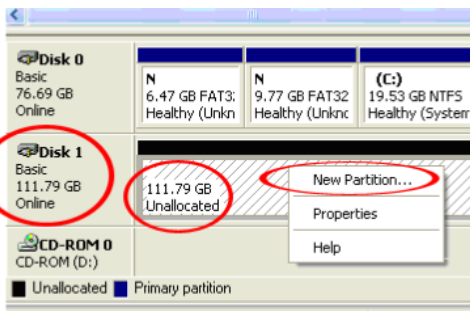 Disk 0
Basic
76.69 GB
Online
N
6.47 GB FAT3:
Healthy (Unkn
N
9.77 GB FAT32
Healthy (Unknc
(C:)
19.53 GB NTFS
Healthy (System
Disk 1
Basic
111.79 GB
Online
111.79 GB
Unallocated
New Partition...
Properties
Help
CD-ROM 0
CD-ROM (D:)
Unallocated Primary partition